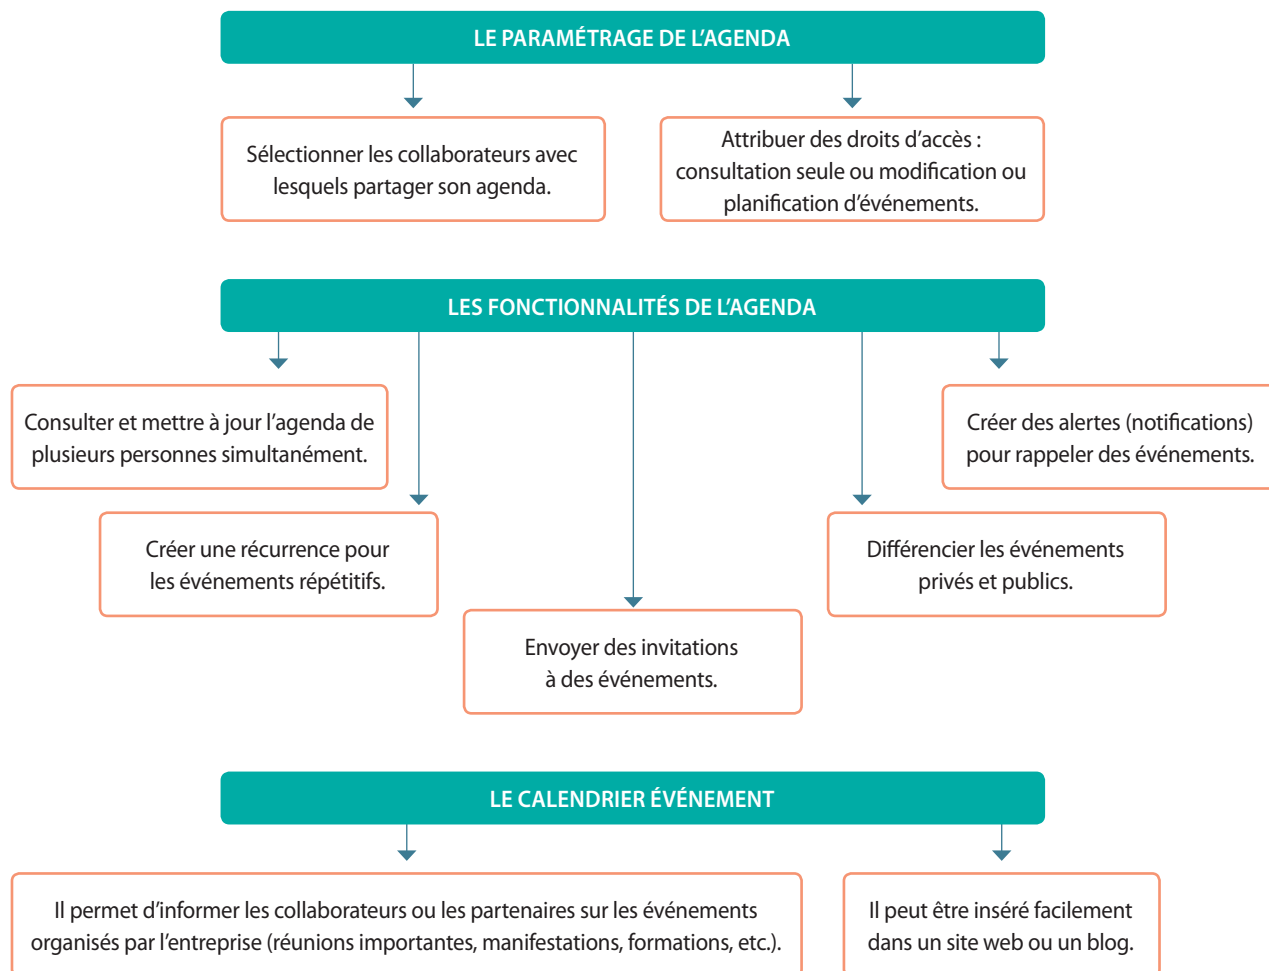 LE PARAMÉTRAGE DE L’AGENDA
Sélectionner les collaborateurs avec
lesquels partager son agenda.
Attribuer des droits d’accès :
consultation seule ou modification ou
planification d’événements.
LES FONCTIONNALITÉS DE L’AGENDA
Consulter et mettre à jour l’agenda de
plusieurs personnes simultanément.
Créer une récurrence pour
les événements répétitifs.
Envoyer des invitations
à des événements.
Différencier les événements
privés et publics.
Créer des alertes (notifications)
pour rappeler des événements.
LE CALENDRIER ÉVÉNEMENT
Il permet d’informer les collaborateurs ou les partenaires sur les événements
organisés par l’entreprise (réunions importantes, manifestations, formations, etc.).
Il peut être inséré facilement
dans un site web ou un blog.